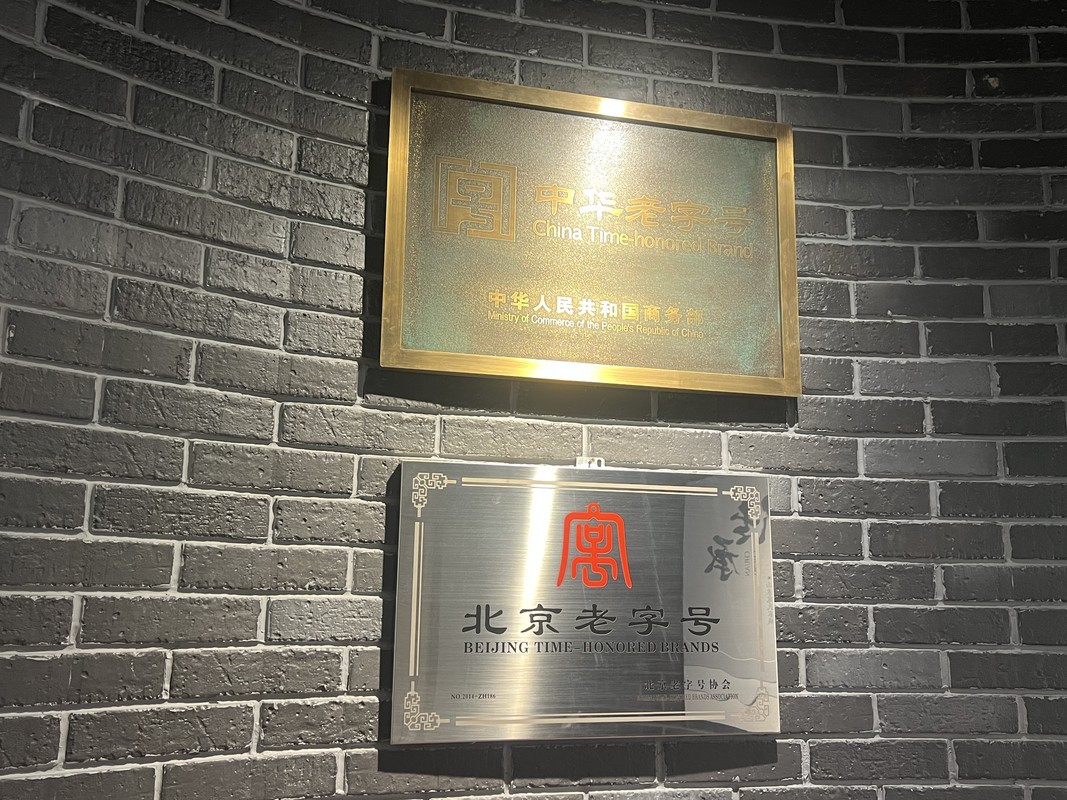 中华老字号
China Time-honored Brand
中华人民共和国商务部
Ministry of Commerce of the People's Republic of China
北京老字号
BEIJING TIME-HONORED BRANDS
北京老字号协会
BRANDS ASSOCIATION